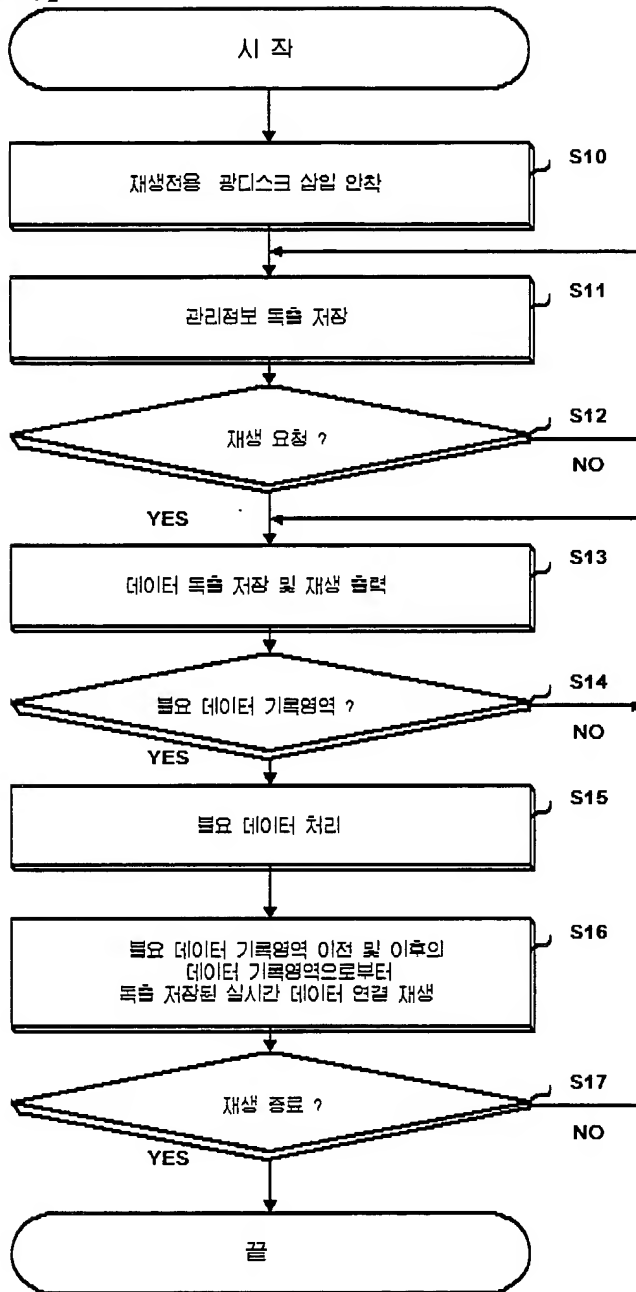 시 작
S10
재생전용 광디스크 삽입 안착
S11
관리정보 독출 저장
S12
재생 요청 ?
NO
YES
S13
데이터 독출 저장 및 재생 출력
S14
불요 데이터 기록영역 ?
NO
YES
S15
불요 데이터 처리
S16
불요 데이터 기록영역 이전 및 이후의
데이터 기록영역으로부터
독출 저장된 실시간 데이터 연결 재생
S17
재생 종료 ?
NO
YES
끝